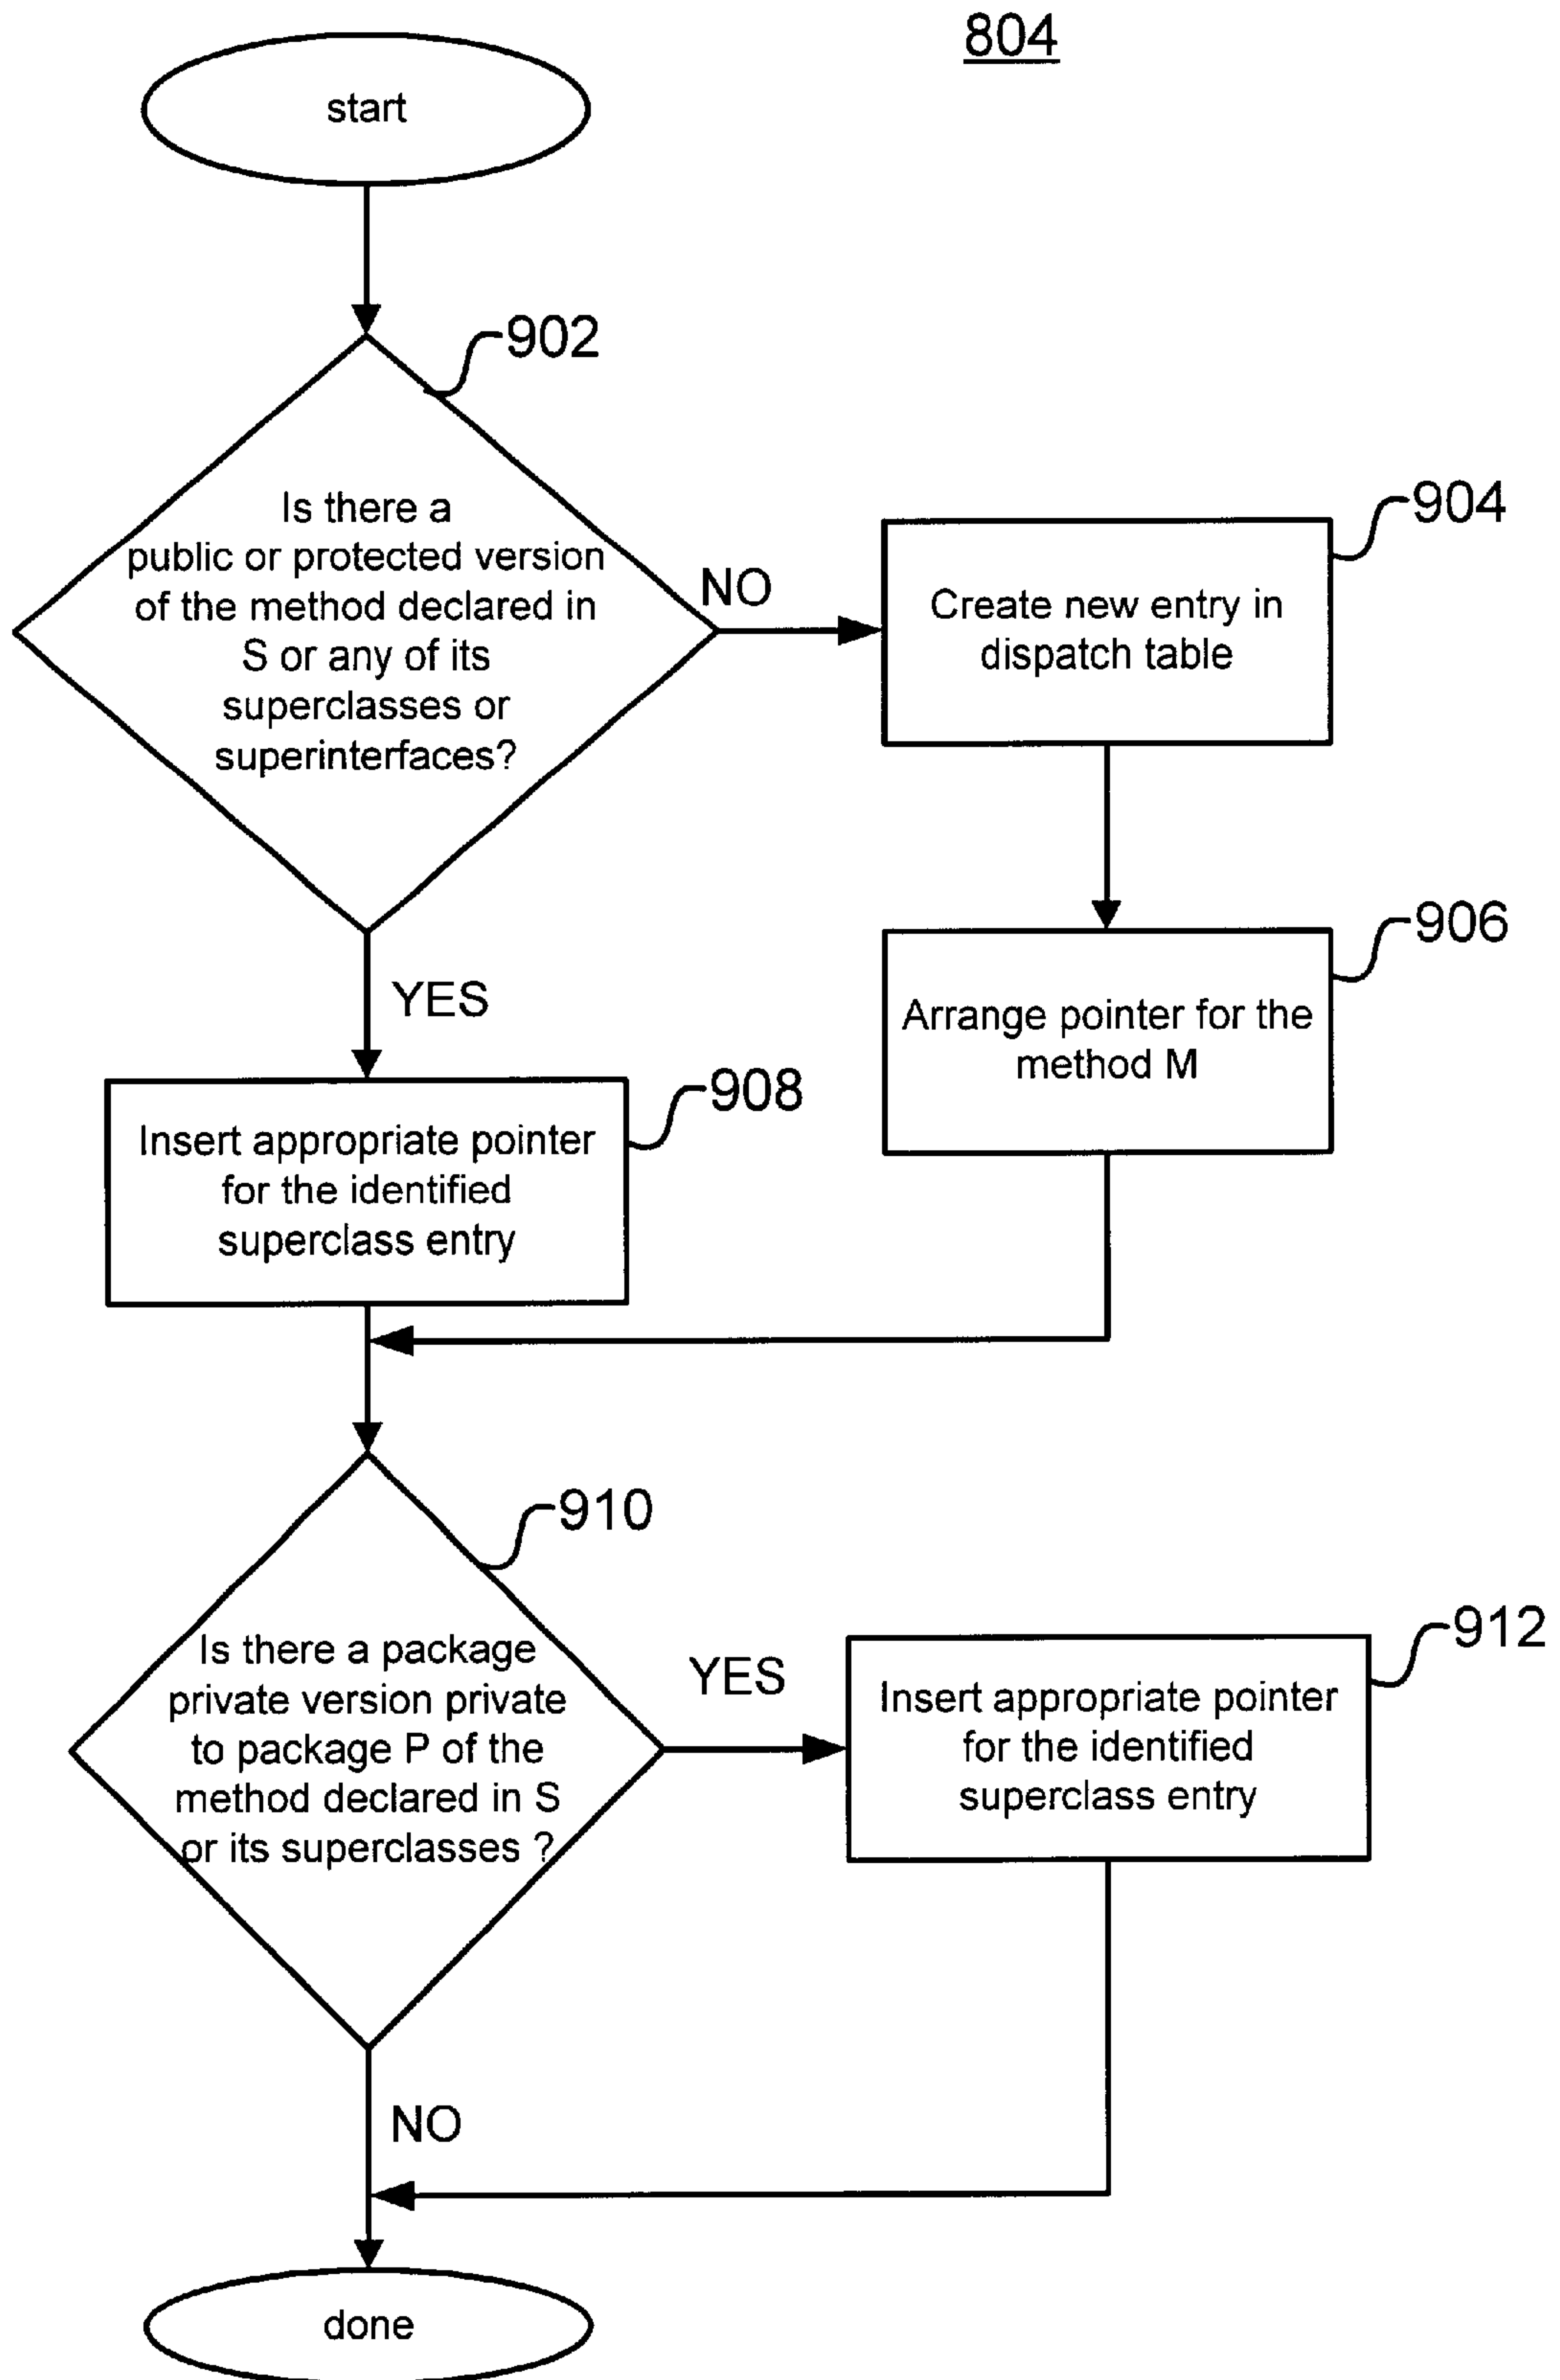 804
start
902
Is there a
public or protected version
of the method declared in
S or any of its
superclasses or
superinterfaces?
NO
904
Create new entry in
dispatch table
906
Arrange pointer for the
method M
YES
908
Insert appropriate pointer
for the identified
superclass entry
910
Is there a package
private version private
to package P of the
method declared in S
or its superclasses ?
YES
912
Insert appropriate pointer
for the identified
superclass entry
NO
done